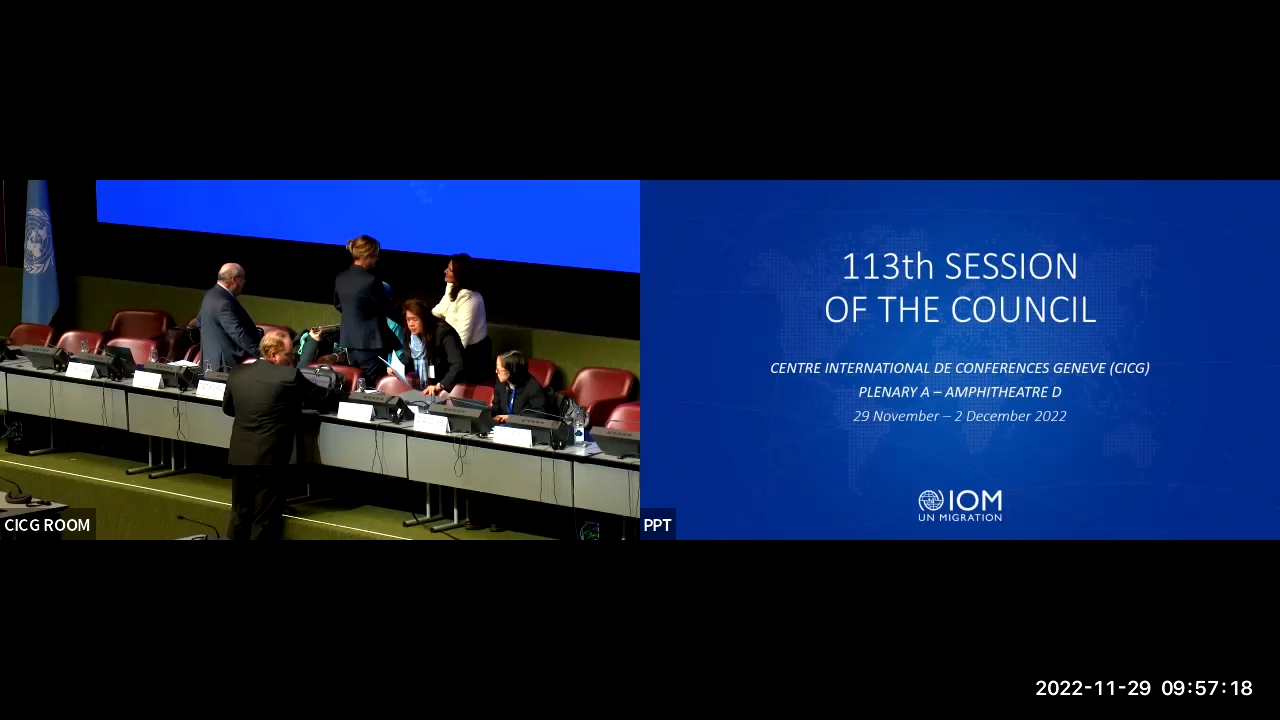 CICG ROOM
113th SESSION
OF THE COUNCIL
CENTRE INTERNATIONAL DE CONFERENCES GENEVE (CICG)
PLENARY A – AMPHITHEATRE D
29 November – 2 December 2022
IOM
UN MIGRATION
PPT
2022-11-29 09:57:18